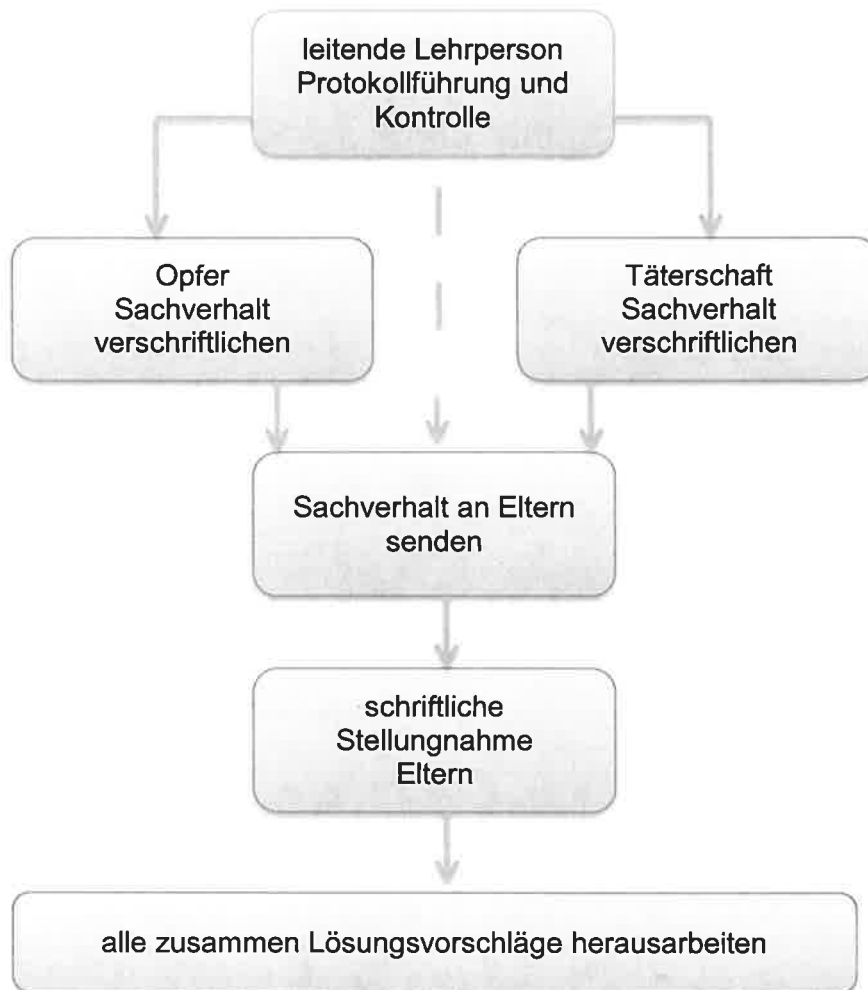 leitende Lehrperson
Protokollführung und
Kontrolle
Opfer
Sachverhalt
verschriftlichen
Täterschaft
Sachverhalt
verschriftlichen
Sachverhalt an Eltern
senden
schriftliche
Stellungnahme
Eltern
alle zusammen Lösungsvorschläge herausarbeiten